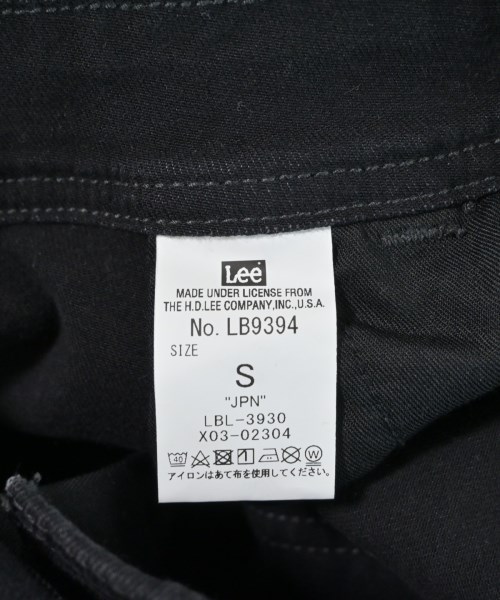 Lee
MADE UNDER LICENSE FROM
THE H.D.LEE COMPANY,INC.,U.S.A.
No. LB9394
SIZE
S
"JPN"
LBL-3930
X03-02304
40 W
アイロンはあて布を使用してください。